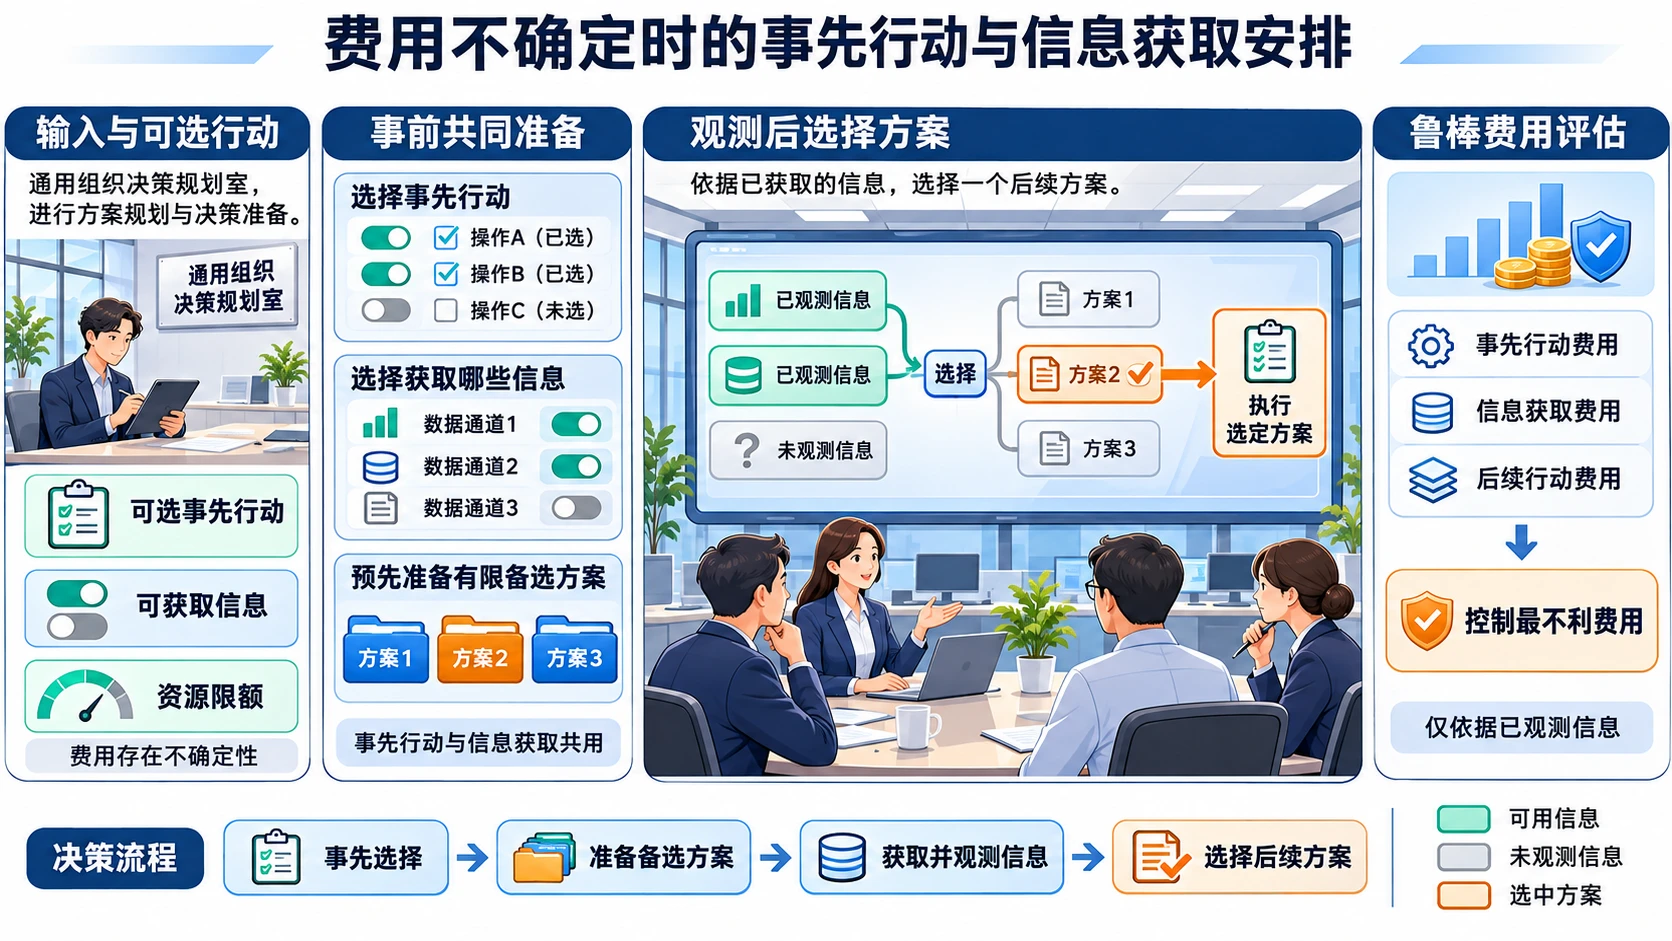 费用不确定时的事先行动与信息获取安排
输入与可选行动
通用组织决策规划室，
进行方案规划与决策准备。
通用组织
决策规划室
可选事先行动
可获取信息
资源限额
费用存在不确定性
事前共同准备
选择事先行动
操作A（已选）
操作B（已选）
操作C（未选）
选择获取哪些信息
数据通道1
数据通道2
数据通道3
预先准备有限备选方案
方案1
方案2
方案3
事先行动与信息获取共用
观测后选择方案
依据已获取的信息，选择一个后续方案。
已观测信息
已观测信息
?
未观测信息
选择
方案1
方案2
方案3
执行
选定方案
鲁棒费用评估
事先行动费用
信息获取费用
后续行动费用
控制最不利费用
仅依据已观测信息
决策流程
事先选择
准备备选方案
获取并观测信息
选择后续方案
可用信息
未观测信息
选中方案